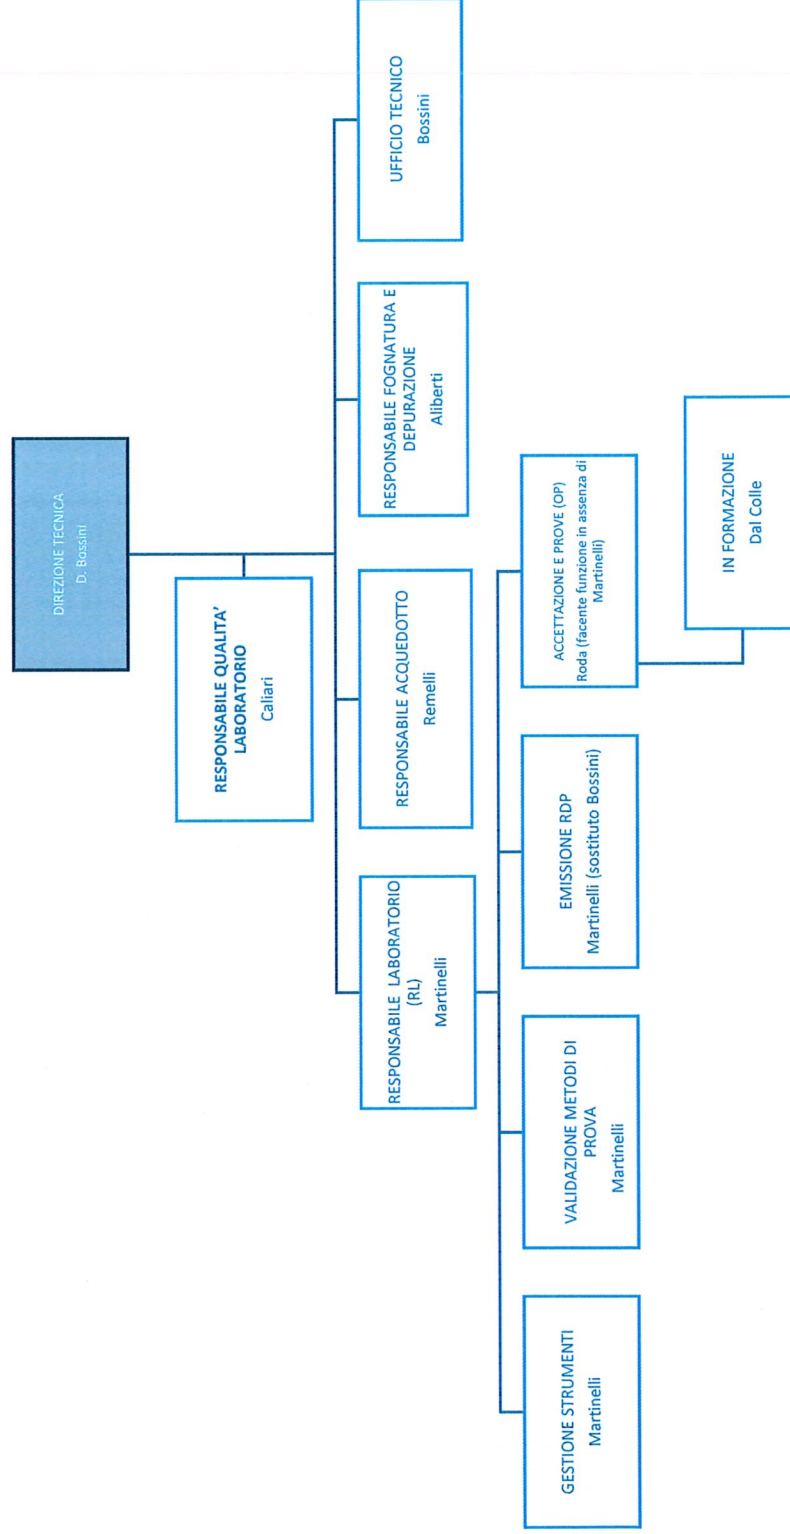 DIREZIONE TECNICA
D. Bossini
RESPONSABILE QUALITA’
LABORATORIO
Caliari
RESPONSABILE LABORATORIO
(RL)
Martinelli
RESPONSABILE ACQUEDOTTO
Remelli
RESPONSABILE FOGNATURA E
DEPURAZIONE
Aliberti
UFFICIO TECNICO
Bossini
GESTIONE STRUMENTI
Martinelli
VALIDAZIONE METODI DI
PROVA
Martinelli
EMISSIONE RDP
Martinelli (sostituto Bossini)
ACCETTAZIONE E PROVE (OP)
Roda (facente funzione in assenza di
Martinelli)
IN FORMAZIONE
Dal Colle